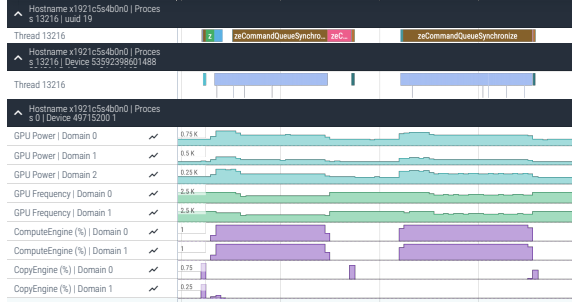 Hostname x1921c5s4b0n0 | Proces
s 13216 | uuid 19
Thread 13216
z
zeCommandQueueSynchro...
zeC...
zeCommandQueueSynchronize
Hostname x1921c5s4b0n0 | Proces
s 13216 | Device 53592398601488
Thread 13216
Hostname x1921c5s4b0n0 | Proces
s 0 | Device 49715200 1
GPU Power | Domain 0
0.75 K
GPU Power | Domain 1
0.5 K
GPU Power | Domain 2
0.25 K
GPU Frequency | Domain 0
2.5 K
GPU Frequency | Domain 1
2.5 K
ComputeEngine (%) | Domain 0
1
ComputeEngine (%) | Domain 1
1
CopyEngine (%) | Domain 0
0.75
CopyEngine (%) | Domain 1
0.25